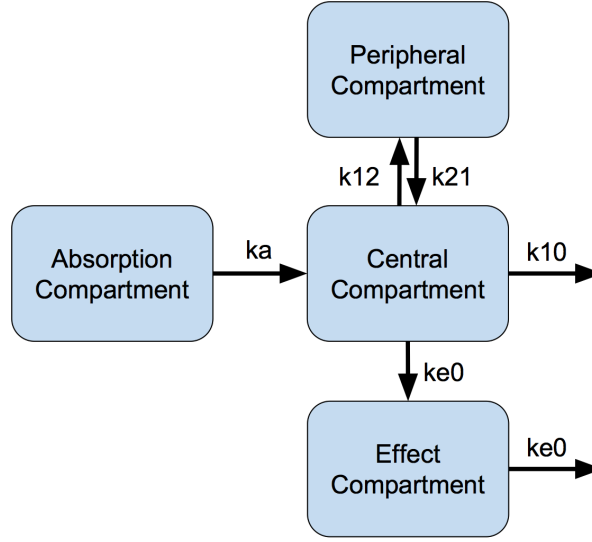 Peripheral
Compartment
k12
k21
Absorption
Compartment
ka
Central
Compartment
k10
ke0
Effect
Compartment
ke0